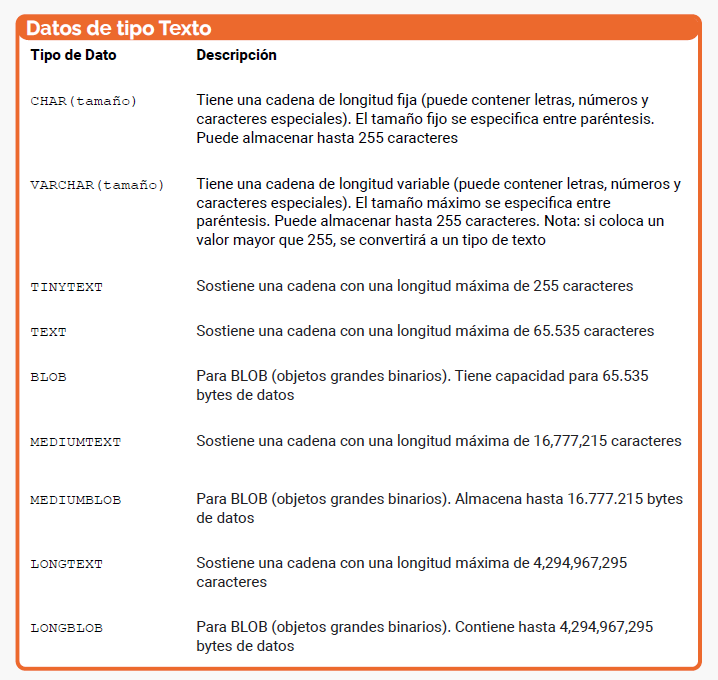 Datos de tipo Texto
Tipo de Dato Descripción
CHAR(tamaño) Tiene una cadena de longitud fija (puede contener letras, números y
caracteres especiales). El tamaño fijo se especifica entre paréntesis.
Puede almacenar hasta 255 caracteres
VARCHAR(tamaño) Tiene una cadena de longitud variable (puede contener letras, números y
caracteres especiales). El tamaño máximo se especifica entre
paréntesis. Puede almacenar hasta 255 caracteres. Nota: si coloca un
valor mayor que 255, se convertirá a un tipo de texto
TINYTEXT Sostiene una cadena con una longitud máxima de 255 caracteres
TEXT Sostiene una cadena con una longitud máxima de 65.535 caracteres
BLOB Para BLOB (objetos grandes binarios). Tiene capacidad para 65.535
bytes de datos
MEDIUMTEXT Sostiene una cadena con una longitud máxima de 16,777,215 caracteres
MEDIUMBLOB Para BLOB (objetos grandes binarios). Almacena hasta 16.777.215 bytes
de datos
LONGTEXT Sostiene una cadena con una longitud máxima de 4,294,967,295
caracteres
LONGBLOB Para BLOB (objetos grandes binarios). Contiene hasta 4,294,967,295
bytes de datos